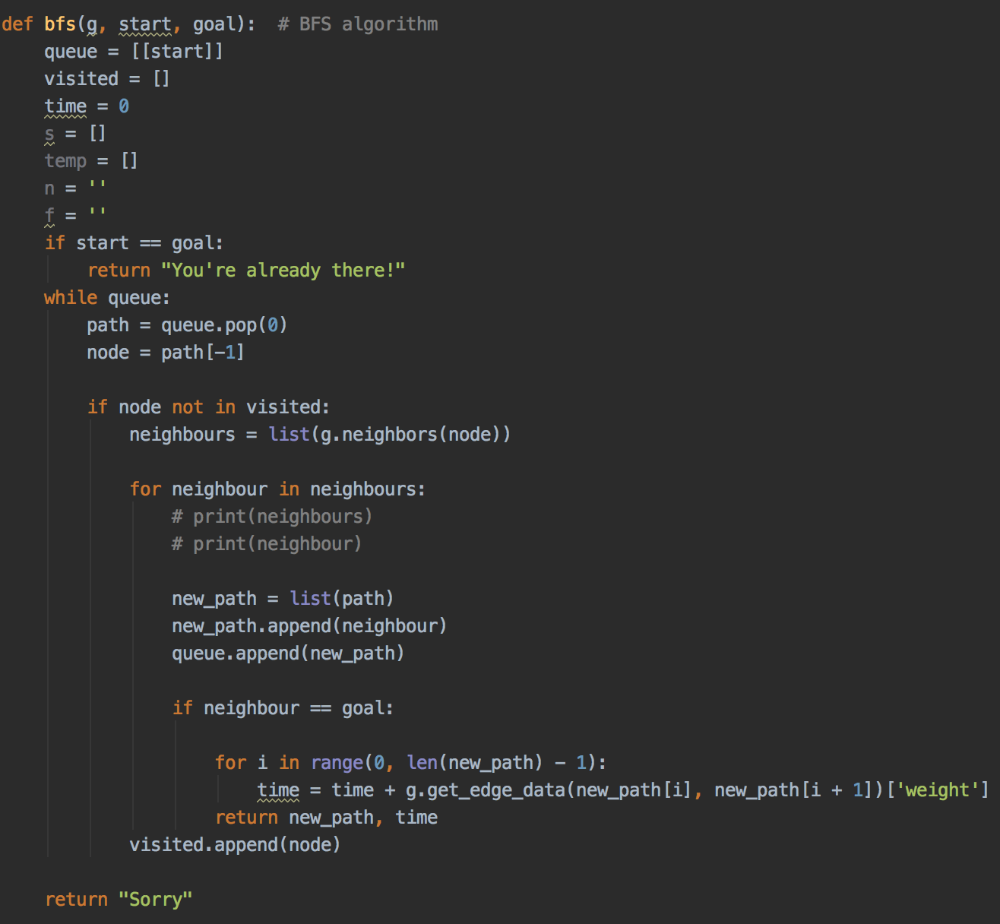 def bfs(g, start, goal):  # BFS algorithm
    queue = [[start]]
    visited = []
    time = 0
    s = []
    temp = []
    n = ''
    f = ''
    if start == goal:
        return "You're already there!"
    while queue:
        path = queue.pop(0)
        node = path[-1]

        if node not in visited:
            neighbours = list(g.neighbors(node))

            for neighbour in neighbours:
                # print(neighbours)
                # print(neighbour)

                new_path = list(path)
                new_path.append(neighbour)
                queue.append(new_path)

                if neighbour == goal:

                    for i in range(0, len(new_path) - 1):
                        time = time + g.get_edge_data(new_path[i], new_path[i + 1])['weight']
                    return new_path, time
            visited.append(node)

    return "Sorry"